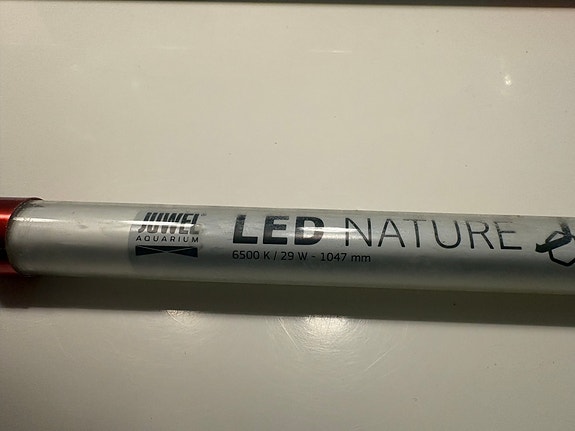 JUWEL
AQUARIUM
LED NATURE
6500 K / 29 W - 1047 mm